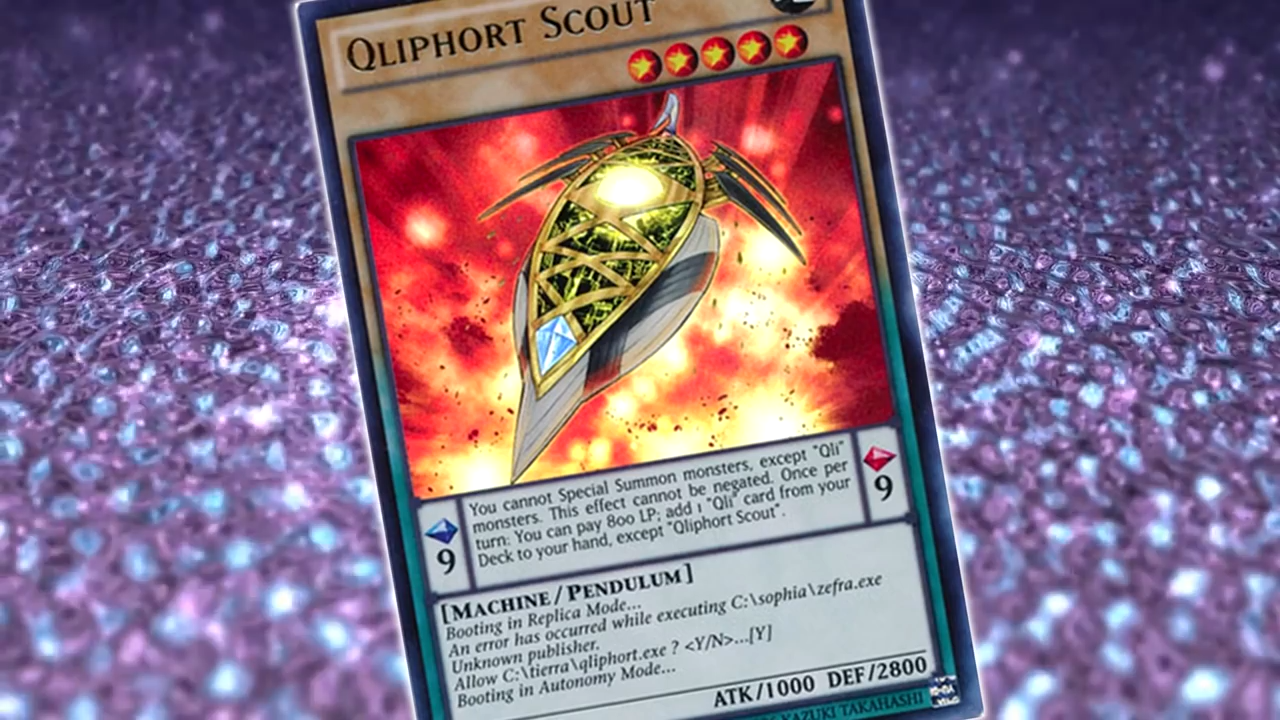 QLIPHORT SCOUT
You cannot Special Summon monsters, except "Qli"
monsters. This effect cannot be negated. Once per
turn: You can pay 800 LP; add 1 "Qli" card from your
Deck to your hand, except "Qliphort Scout".
9
9
[MACHINE/PENDULUM]
Booting in Replica Mode...
An error has occurred while executing C:\sophia\zefra.exe
Unknown publisher.
Allow C:\tierra\qliphort.exe ? <Y/N>...[Y]
Booting in Autonomy Mode...
ATK/1000 DEF/2800
KAZUKI TAKAHASHI